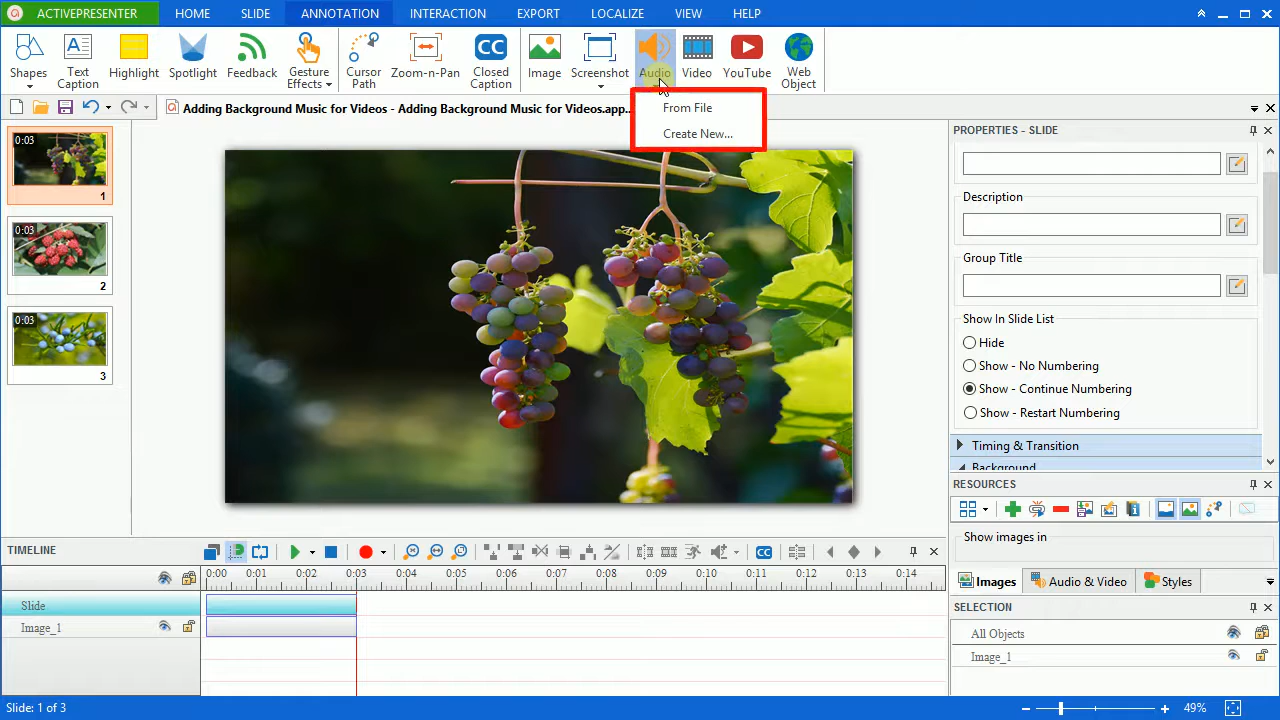 ACTIVEPRESENTER HOME SLIDE ANNOTATION INTERACTION EXPORT LOCALIZE VIEW HELP
Shapes Text Caption Highlight Spotlight Feedback Gesture Effects Cursor Path Zoom-n-Pan Closed Caption Image Screenshot Audio Video YouTube Web Object
Adding Background Music for Videos - Adding Background Music for Videos.app...
From File
Create New...
0:03
1
0:03
2
0:03
3
PROPERTIES - SLIDE
Description
Group Title
Show In Slide List
Hide
Show - No Numbering
Show - Continue Numbering
Show - Restart Numbering
Timing & Transition
Background
RESOURCES
Show images in
Images Audio & Video Styles
SELECTION
All Objects
Image_1
TIMELINE
0:00 0:01 0:02 0:03 0:04 0:05 0:06 0:07 0:08 0:09 0:10 0:11 0:12 0:13 0:14
Slide
Image_1
Slide: 1 of 3
49%